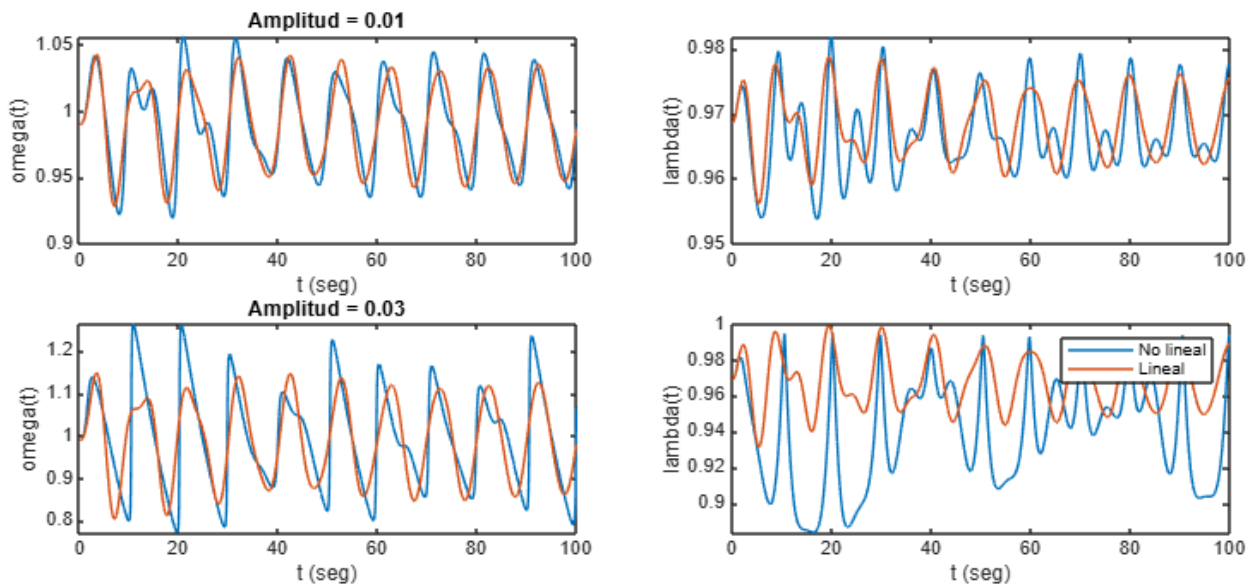 Amplitud = 0.01
omega(t)
1.05
1
0.95
0.9
0 20 40 60 80 100
t (seg)
lambda(t)
0.98
0.97
0.96
0.95
0 20 40 60 80 100
t (seg)
Amplitud = 0.03
omega(t)
1.2
1.1
1
0.9
0.8
0 20 40 60 80 100
t (seg)
lambda(t)
1
0.98
0.96
0.94
0.92
0.9
0 20 40 60 80 100
t (seg)
No lineal
Lineal